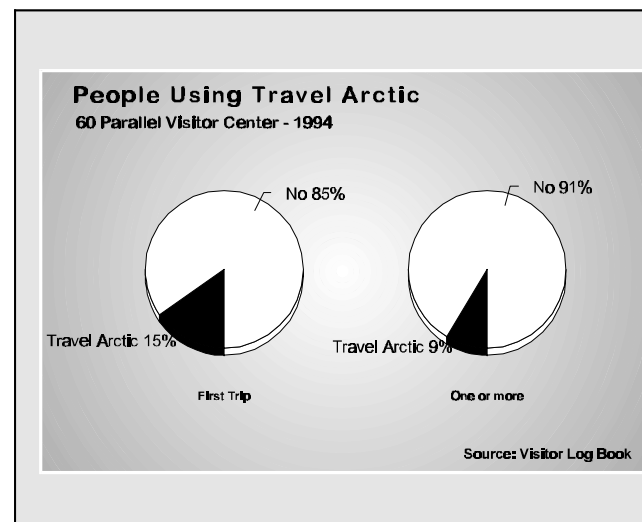 People Using Travel Arctic
60 Parallel Visitor Center - 1994
No 85%
No 91%
Travel Arctic 15%
Travel Arctic 9%
First Trip
One or more
Source: Visitor Log Book